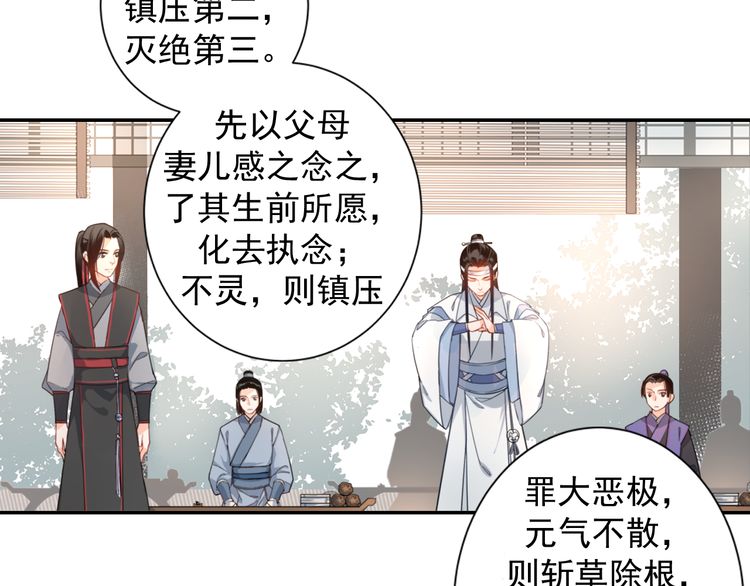 镇压第二，
灭绝第三。
先以父母
妻儿感之念之，
了其生前所愿，
化去执念；
不灵，则镇压
罪大恶极，
元气不散，
则斩草除根，